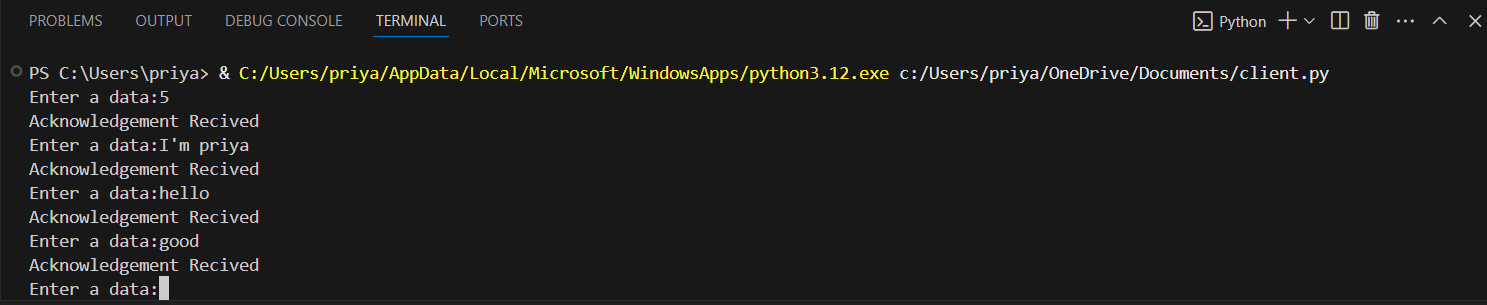 PROBLEMS OUTPUT DEBUG CONSOLE TERMINAL PORTS Python
PS C:\Users\priya> & C:/Users/priya/AppData/Local/Microsoft/WindowsApps/python3.12.exe c:/Users/priya/OneDrive/Documents/client.py
Enter a data:5
Acknowledgement Recived
Enter a data:I'm priya
Acknowledgement Recived
Enter a data:hello
Acknowledgement Recived
Enter a data:good
Acknowledgement Recived
Enter a data: